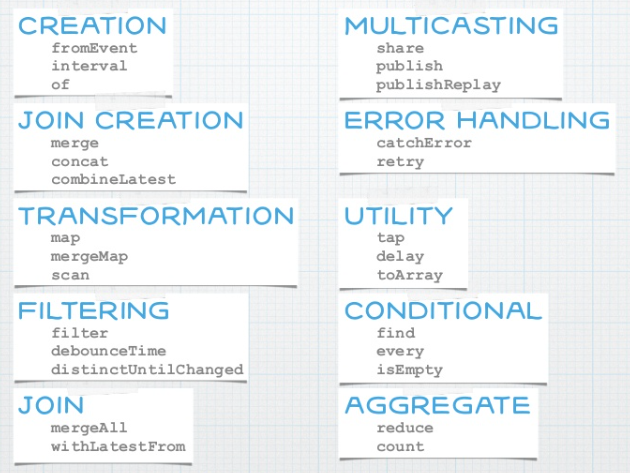 CREATION
fromEvent
interval
of
JOIN CREATION
merge
concat
combineLatest
TRANSFORMATION
map
mergeMap
scan
FILTERING
filter
debounceTime
distinctUntilChanged
JOIN
mergeAll
withLatestFrom
MULTICASTING
share
publish
publishReplay
ERROR HANDLING
catchError
retry
UTILITY
tap
delay
toArray
CONDITIONAL
find
every
isEmpty
AGGREGATE
reduce
count